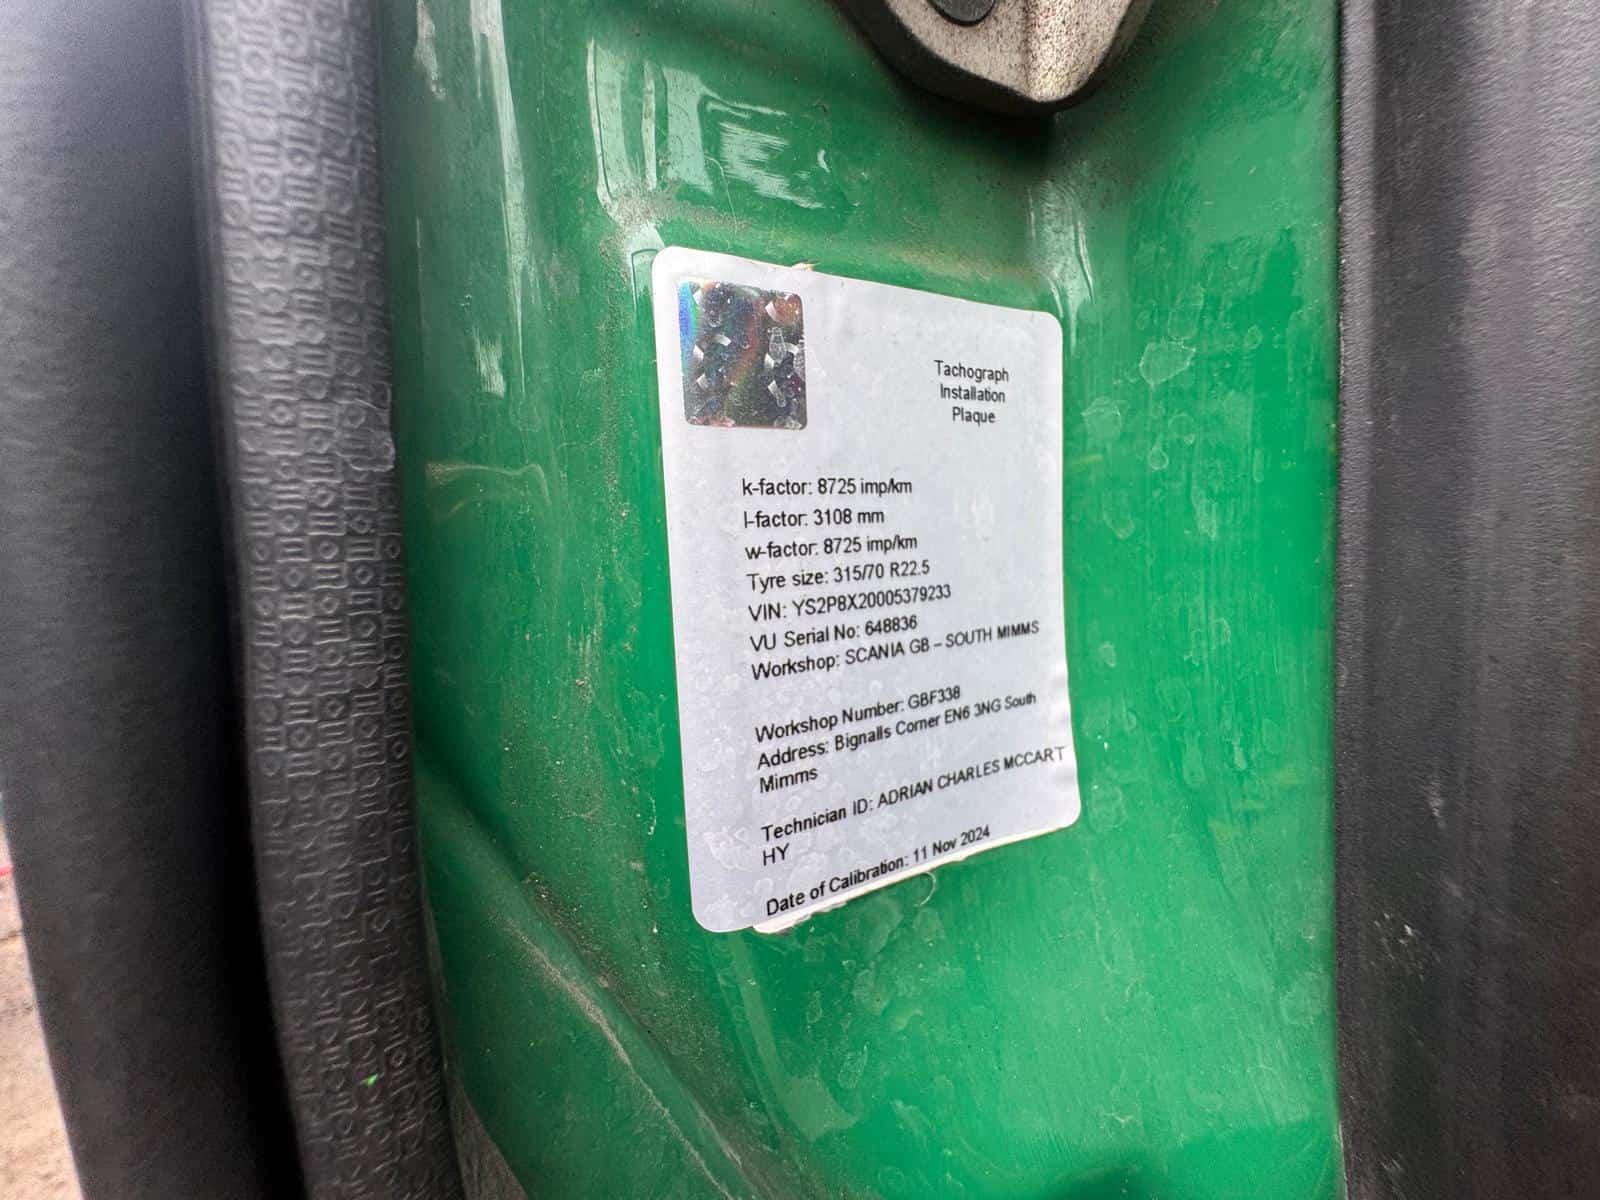 Tachograph
Installation
Plaque
k-factor: 8725 imp/km
l-factor: 3108 mm
w-factor: 8725 imp/km
Tyre size: 315/70 R22.5
VIN: YS2P8X20005379233
VU Serial No: 648836
Workshop: SCANIA GB – SOUTH MIMMS
Workshop Number: GBF338
Address: Bignalls Corner EN6 3NG South
Mimms
Technician ID: ADRIAN CHARLES MCCART
HY
Date of Calibration: 11 Nov 2024